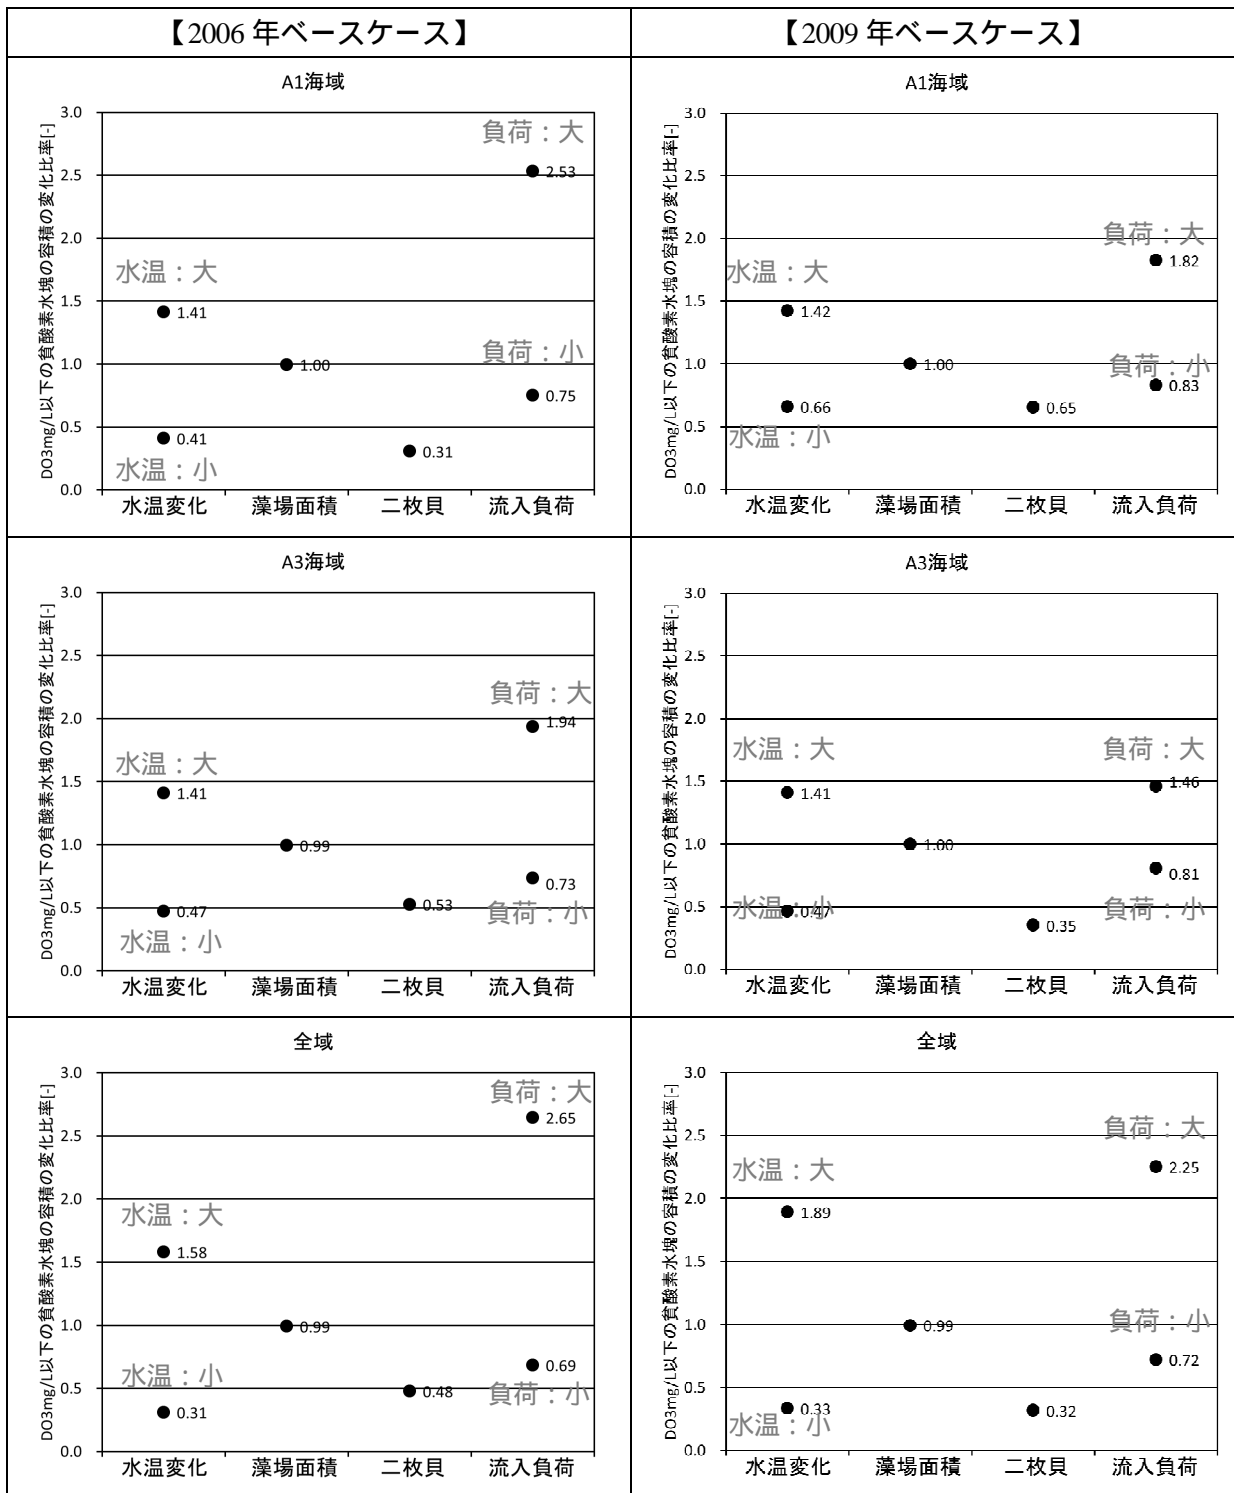 【2006 年ベースケース】
【2009 年ベースケース】
A1海域
DO3mg/L以下の貧酸素水塊の容積の変化比率[-]
3.0
2.5
2.0
1.5
1.0
0.5
0.0
負荷：大
2.53
水温：大
1.41
負荷：小
1.00
0.75
0.41
0.31
水温：小
水温変化 藻場面積 二枚貝 流入負荷
A1海域
DO3mg/L以下の貧酸素水塊の容積の変化比率[-]
3.0
2.5
2.0
1.5
1.0
0.5
0.0
負荷：大
1.82
水温：大
1.42
負荷：小
1.00
0.83
0.66
0.65
水温：小
水温変化 藻場面積 二枚貝 流入負荷
A3海域
DO3mg/L以下の貧酸素水塊の容積の変化比率[-]
3.0
2.5
2.0
1.5
1.0
0.5
0.0
負荷：大
1.94
水温：大
1.41
0.99
0.73
0.47
0.53
負荷：小
水温：小
水温変化 藻場面積 二枚貝 流入負荷
A3海域
DO3mg/L以下の貧酸素水塊の容積の変化比率[-]
3.0
2.5
2.0
1.5
1.0
0.5
0.0
水温：大
負荷：大
1.41
1.46
1.00
0.81
水温：小
0.47
負荷：小
0.35
水温変化 藻場面積 二枚貝 流入負荷
全域
DO3mg/L以下の貧酸素水塊の容積の変化比率[-]
3.0
2.5
2.0
1.5
1.0
0.5
0.0
負荷：大
2.65
水温：大
1.58
0.99
0.69
水温：小
0.48
負荷：小
0.31
水温変化 藻場面積 二枚貝 流入負荷
全域
DO3mg/L以下の貧酸素水塊の容積の変化比率[-]
3.0
2.5
2.0
1.5
1.0
0.5
0.0
負荷：大
2.25
水温：大
1.89
負荷：小
0.99
0.72
0.33
0.32
水温：小
水温変化 藻場面積 二枚貝 流入負荷